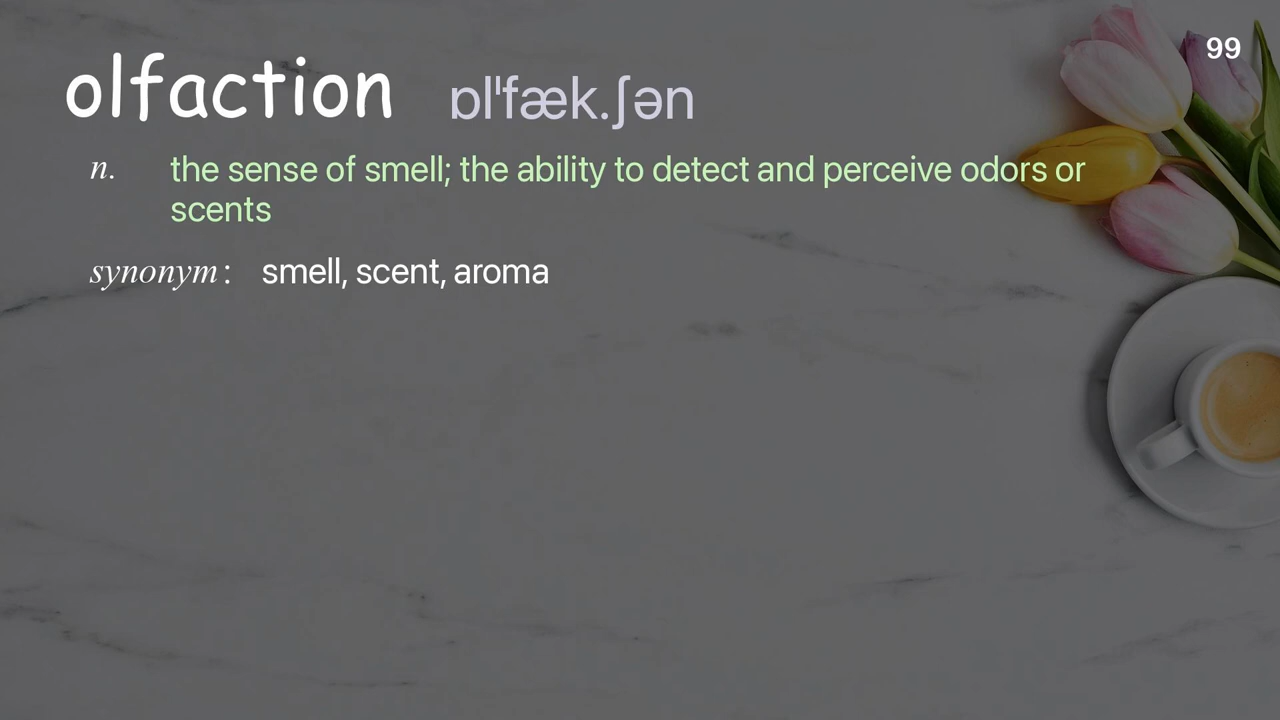 99
olfaction ɒlˈfæk.ʃən
n. the sense of smell; the ability to detect and perceive odors or
scents
synonym: smell, scent, aroma